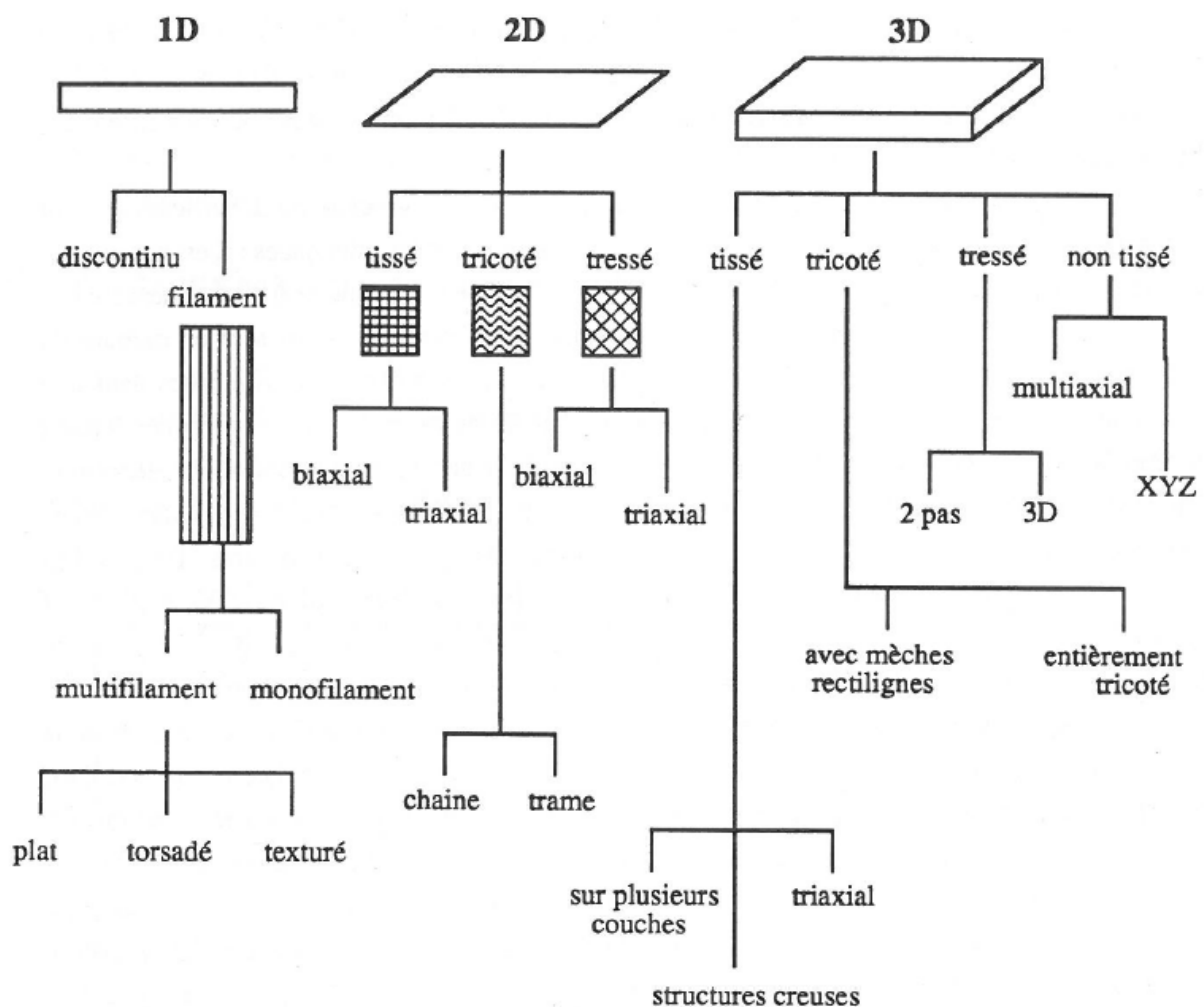 1D
2D
3D
discontinu
filament
tissé
tricoté
tressé
tissé
tricoté
tressé
non tissé
multiaxial
biaxial
triaxial
biaxial
triaxial
2 pas
3D
XYZ
multifilament
monofilament
avec mèches
rectilignes
entièrement
tricoté
chaine
trame
plat
torsadé
texturé
sur plusieurs
couches
triaxial
structures creuses